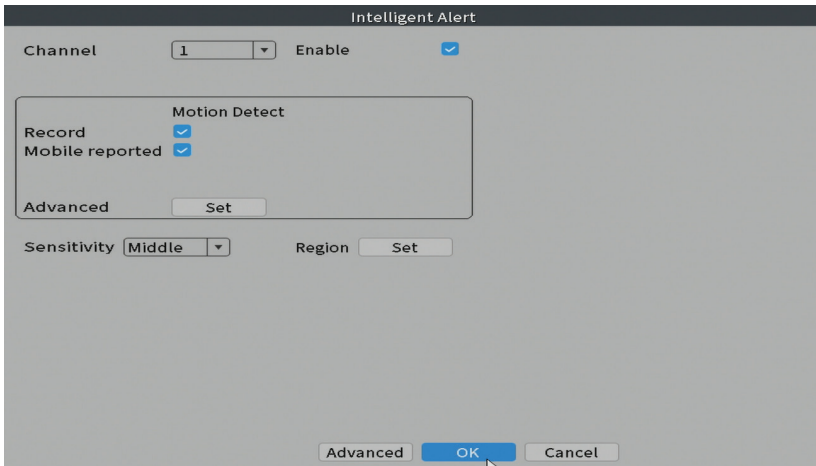 Intelligent Alert
Channel 1 Enable
Motion Detect
Record
Mobile reported
Advanced Set
Sensitivity Middle Region Set
Advanced OK Cancel